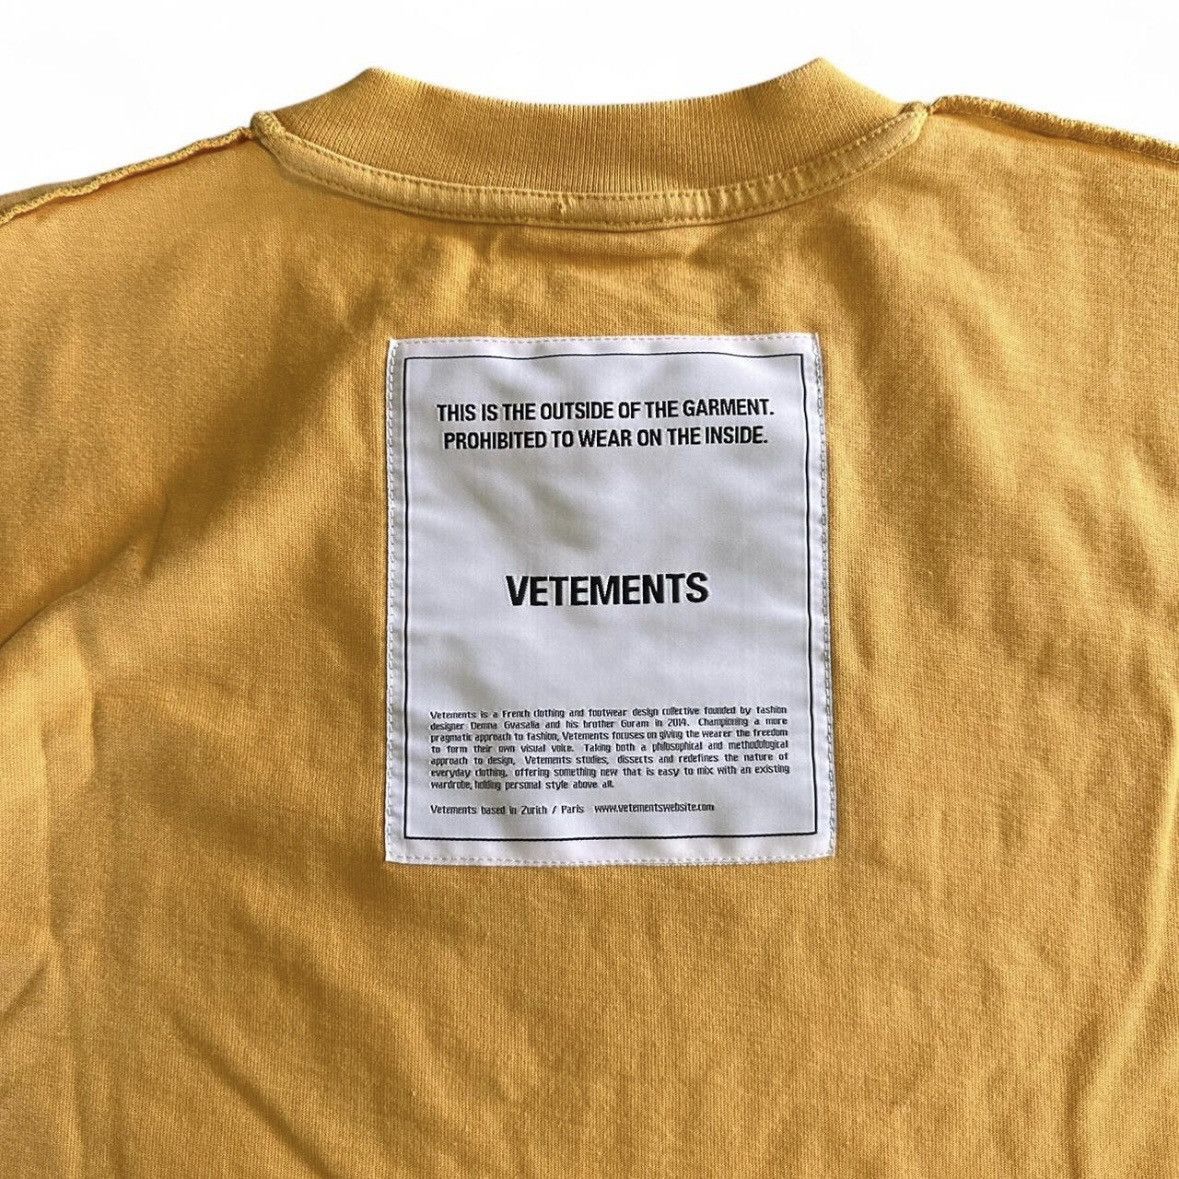 THIS IS THE OUTSIDE OF THE GARMENT.
PROHIBITED TO WEAR ON THE INSIDE.
VETEMENTS
Vetements is a French clothing and footwear design collective founded by fashion
designer Demna Gvasalia and his brother Guram in 2014. Championing a more
pragmatic approach to fashion, Vetements focuses on giving the wearer the freedom
to form their own visual voice. Taking both a philosophical and methodological
approach to design, Vetements studies, dissects and redefines the nature of
everyday clothing, offering something new that is easy to mix with an existing
wardrobe, holding personal style above all.
Vetements based in Zurich / Paris www.vetementswebsite.com